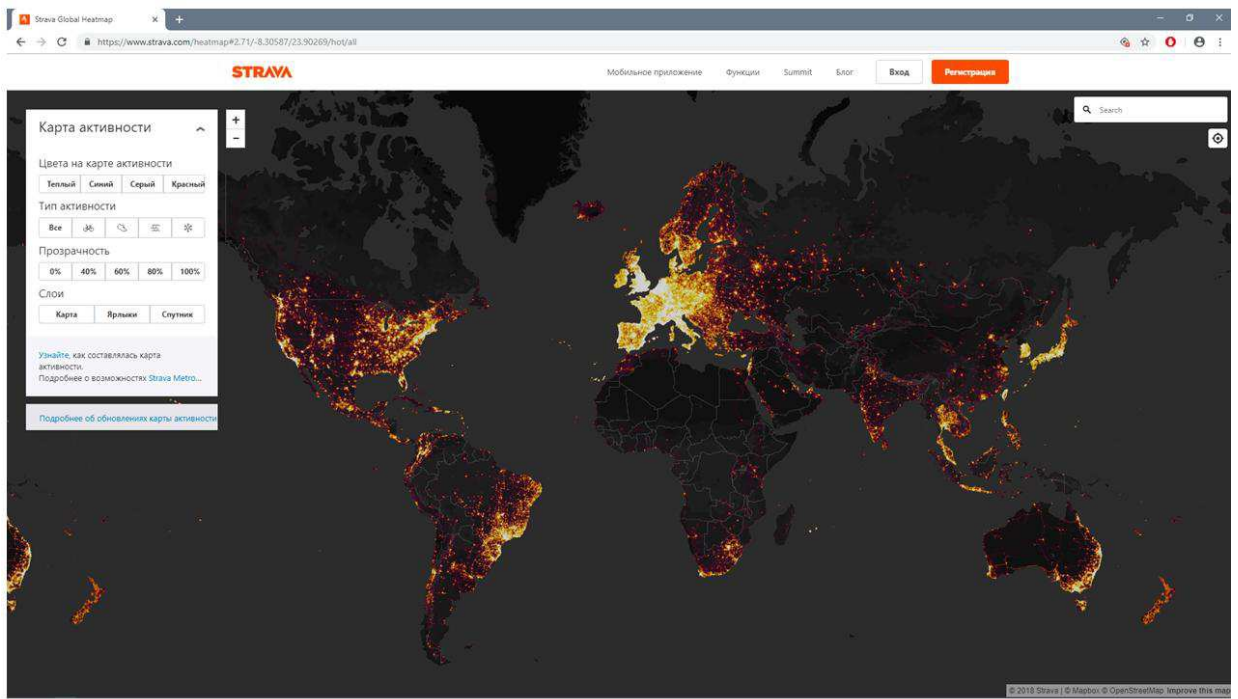 Strava Global Heatmap
https://www.strava.com/heatmap#2.71/-8.30587/23.90269/hot/all
STRAVA
Мобильное приложение Функции Summit Блог Вход Регистрация
Карта активности
+
−
Search
Цвета на карте активности
Теплый Синий Серый Красный
Тип активности
Все
Прозрачность
0% 40% 60% 80% 100%
Слои
Карта Ярлыки Спутник
Узнайте, как составлялась карта
активности.
Подробнее о возможностях Strava Metro...
Подробнее об обновлениях карты активности
© 2018 Strava | © Mapbox © OpenStreetMap Improve this map